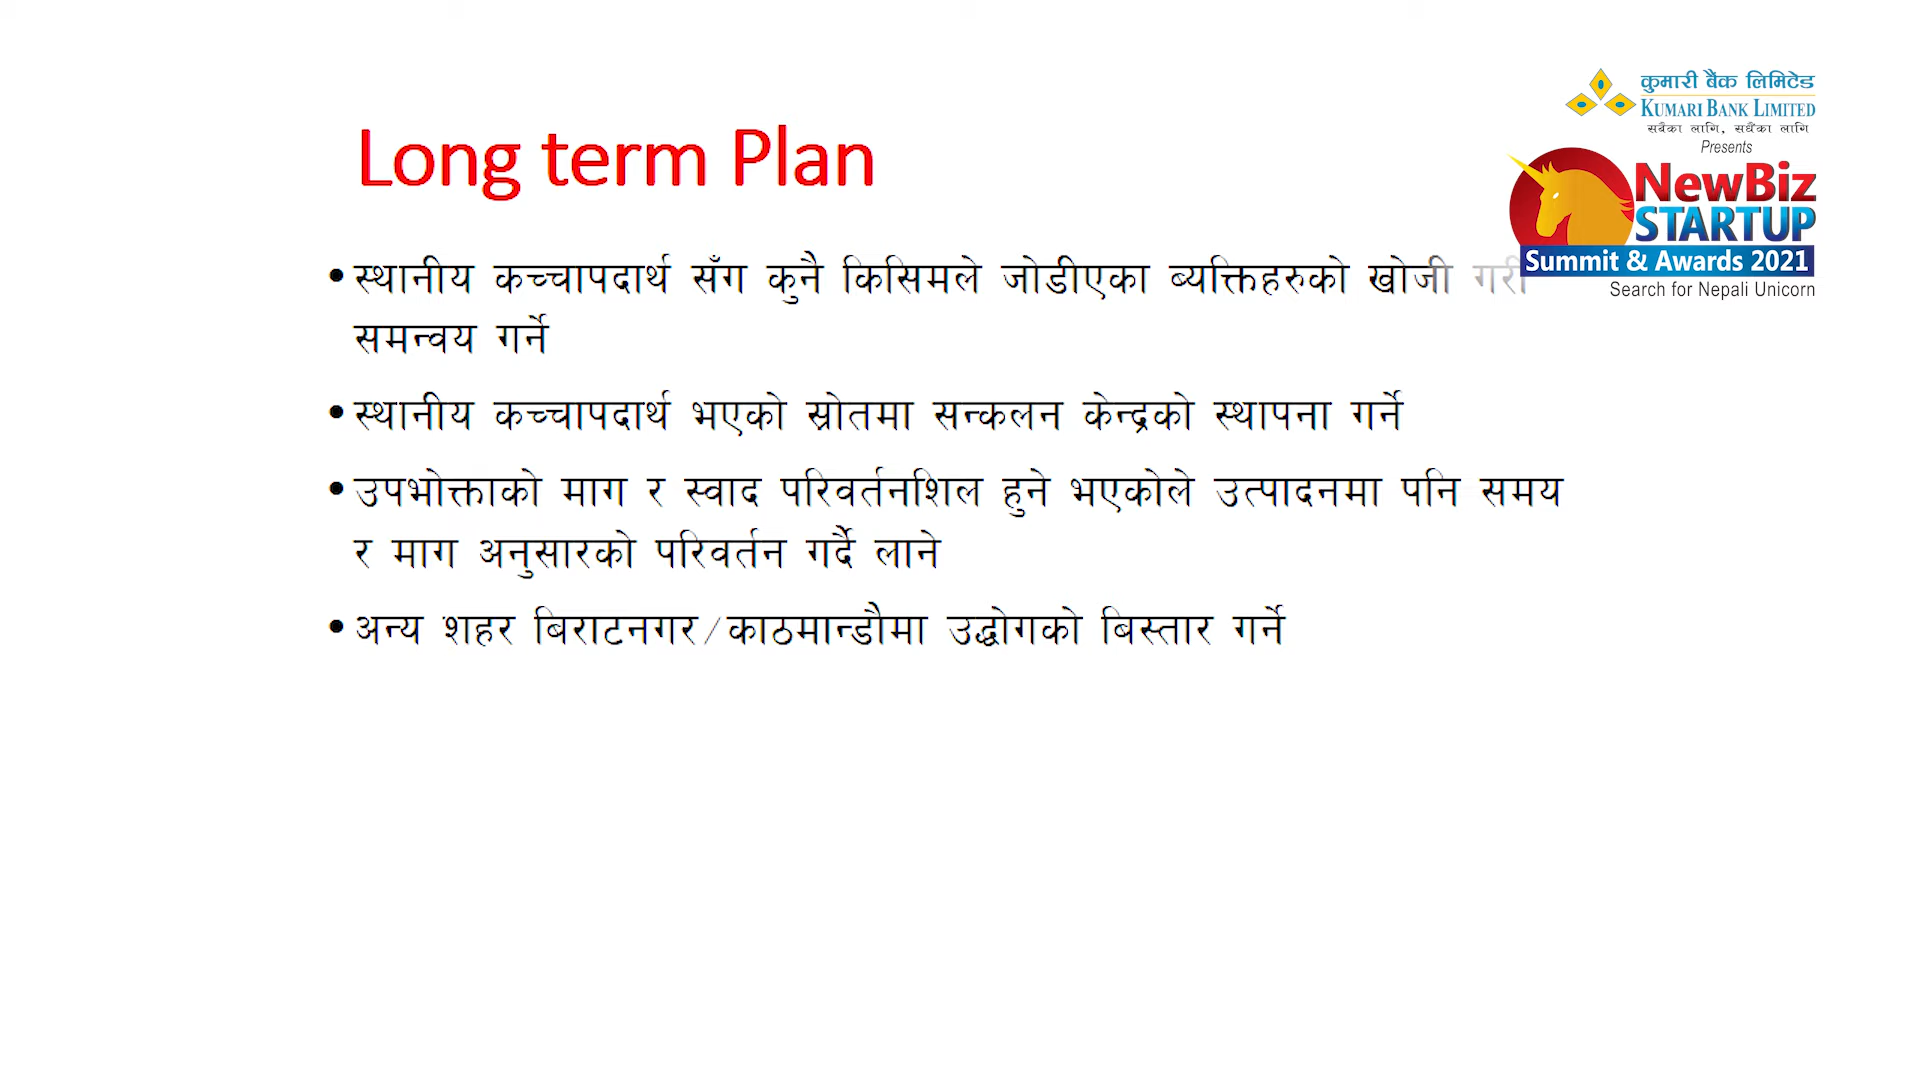 कुमारी बैंक लिमिटेड
KUMARI BANK LIMITED
सबैका लागि, सधैंका लागि
Presents
NewBiz
STARTUP
Summit & Awards 2021
Search for Nepali Unicorn
Long term Plan
• स्थानीय कच्चापदार्थ सँग कुनै किसिमले जोडीएका ब्यक्तिहरुको खोजी गरी
समन्वय गर्ने
• स्थानीय कच्चापदार्थ भएको स्रोतमा सन्कलन केन्द्रको स्थापना गर्ने
• उपभोक्ताको माग र स्वाद परिवर्तनशिल हुने भएकोले उत्पादनमा पनि समय
र माग अनुसारको परिवर्तन गर्दै लाने
• अन्य शहर बिराटनगर/काठमान्डौमा उद्धोगको बिस्तार गर्ने